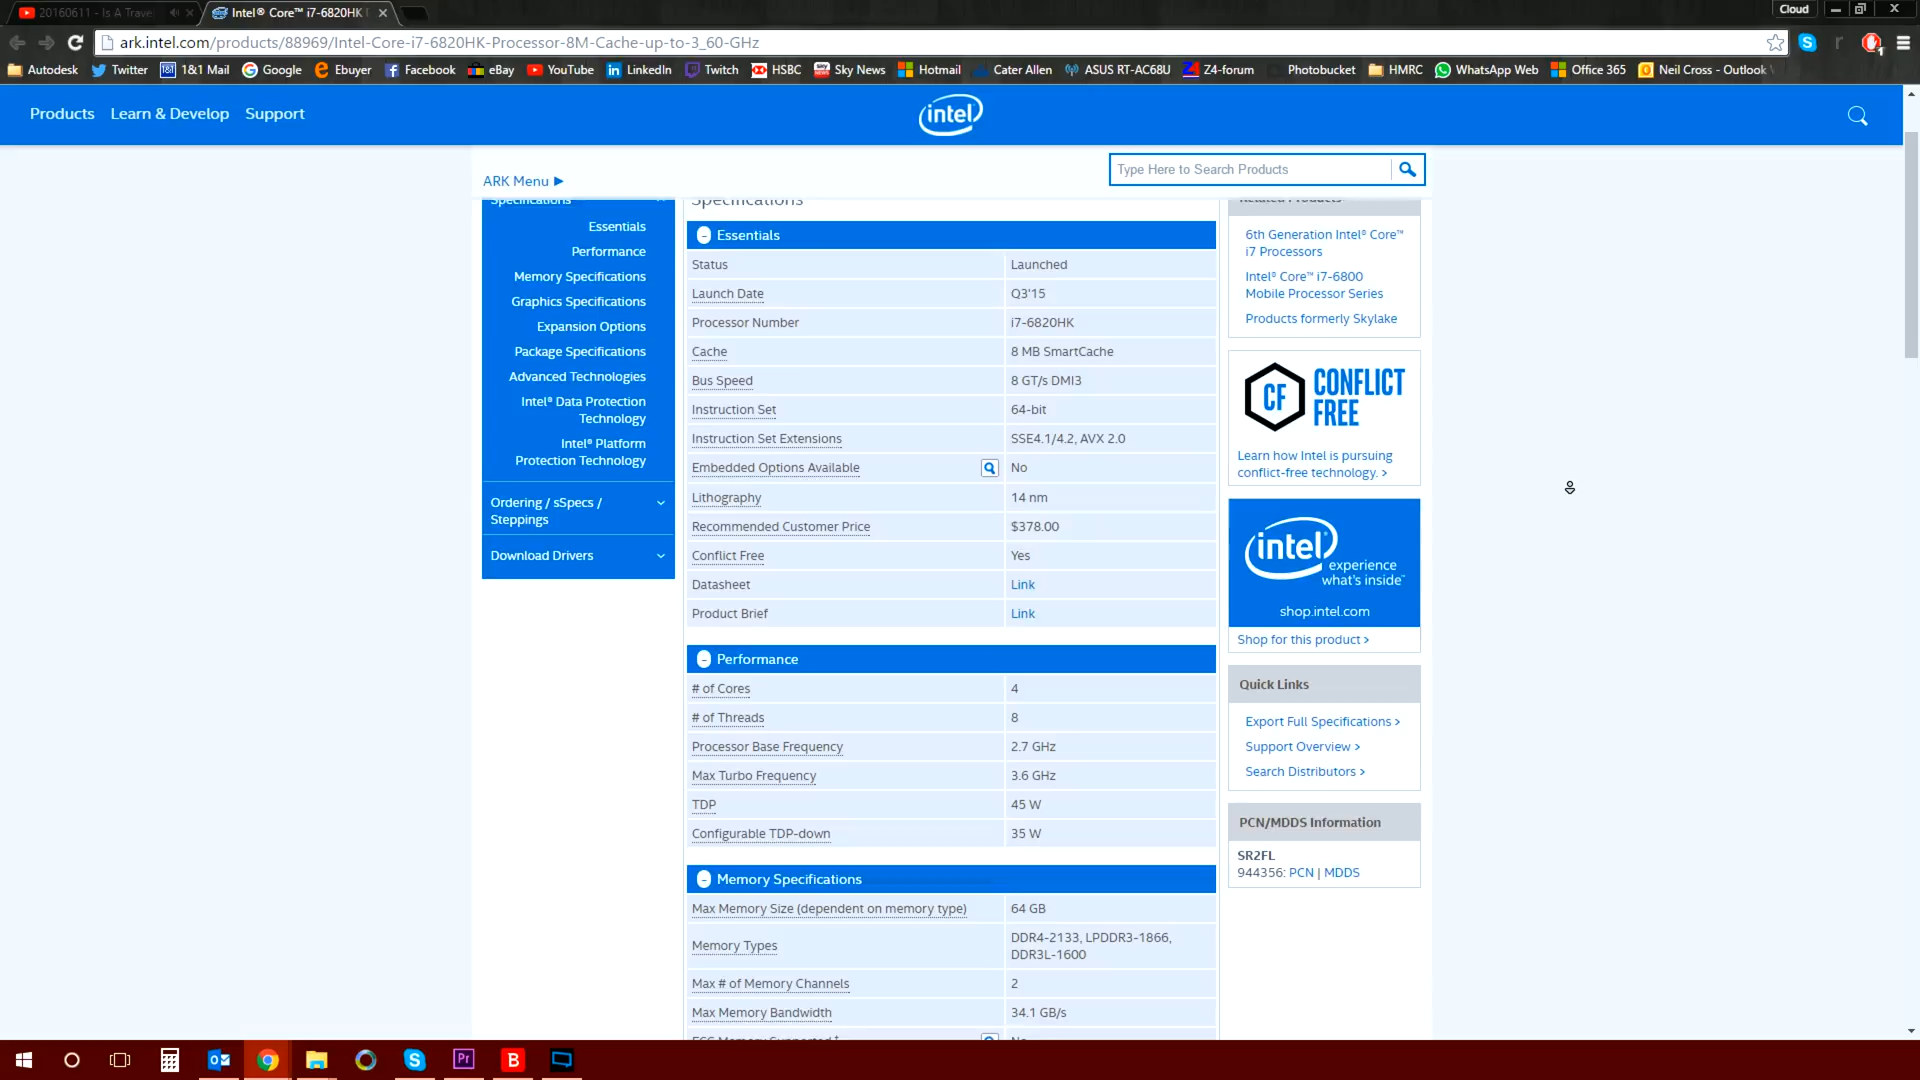 20160611 - Is A Trave
Intel® Core™ i7-6820HK
Cloud
ark.intel.com/products/88969/Intel-Core-i7-6820HK-Processor-8M-Cache-up-to-3_60-GHz
Autodesk Twitter 1&1 Mail Google Ebuyer Facebook eBay YouTube LinkedIn Twitch HSBC Sky News Hotmail Cater Allen ASUS RT-AC68U Z4-forum Photobucket HMRC WhatsApp Web Office 365 Neil Cross - Outlook
Products Learn & Develop Support
intel
ARK Menu
Type Here to Search Products
Specifications
Essentials
Performance
Memory Specifications
Graphics Specifications
Expansion Options
Package Specifications
Advanced Technologies
Intel® Data Protection
Technology
Intel® Platform
Protection Technology
Ordering / sSpecs /
Steppings
Download Drivers
Specifications
- Essentials
Status Launched
Launch Date Q3'15
Processor Number i7-6820HK
Cache 8 MB SmartCache
Bus Speed 8 GT/s DMI3
Instruction Set 64-bit
Instruction Set Extensions SSE4.1/4.2, AVX 2.0
Embedded Options Available No
Lithography 14 nm
Recommended Customer Price $378.00
Conflict Free Yes
Datasheet Link
Product Brief Link
- Performance
# of Cores 4
# of Threads 8
Processor Base Frequency 2.7 GHz
Max Turbo Frequency 3.6 GHz
TDP 45 W
Configurable TDP-down 35 W
- Memory Specifications
Max Memory Size (dependent on memory type) 64 GB
Memory Types DDR4-2133, LPDDR3-1866,
DDR3L-1600
Max # of Memory Channels 2
Max Memory Bandwidth 34.1 GB/s
ECC Memory Supported ‡ No
Related Products
6th Generation Intel® Core™
i7 Processors
Intel® Core™ i7-6800
Mobile Processor Series
Products formerly Skylake
CF CONFLICT
FREE
Learn how Intel is pursuing
conflict-free technology. >
intel experience
what's inside™
shop.intel.com
Shop for this product >
Quick Links
Export Full Specifications >
Support Overview >
Search Distributors >
PCN/MDDS Information
SR2FL
944356: PCN | MDDS
Pr
B